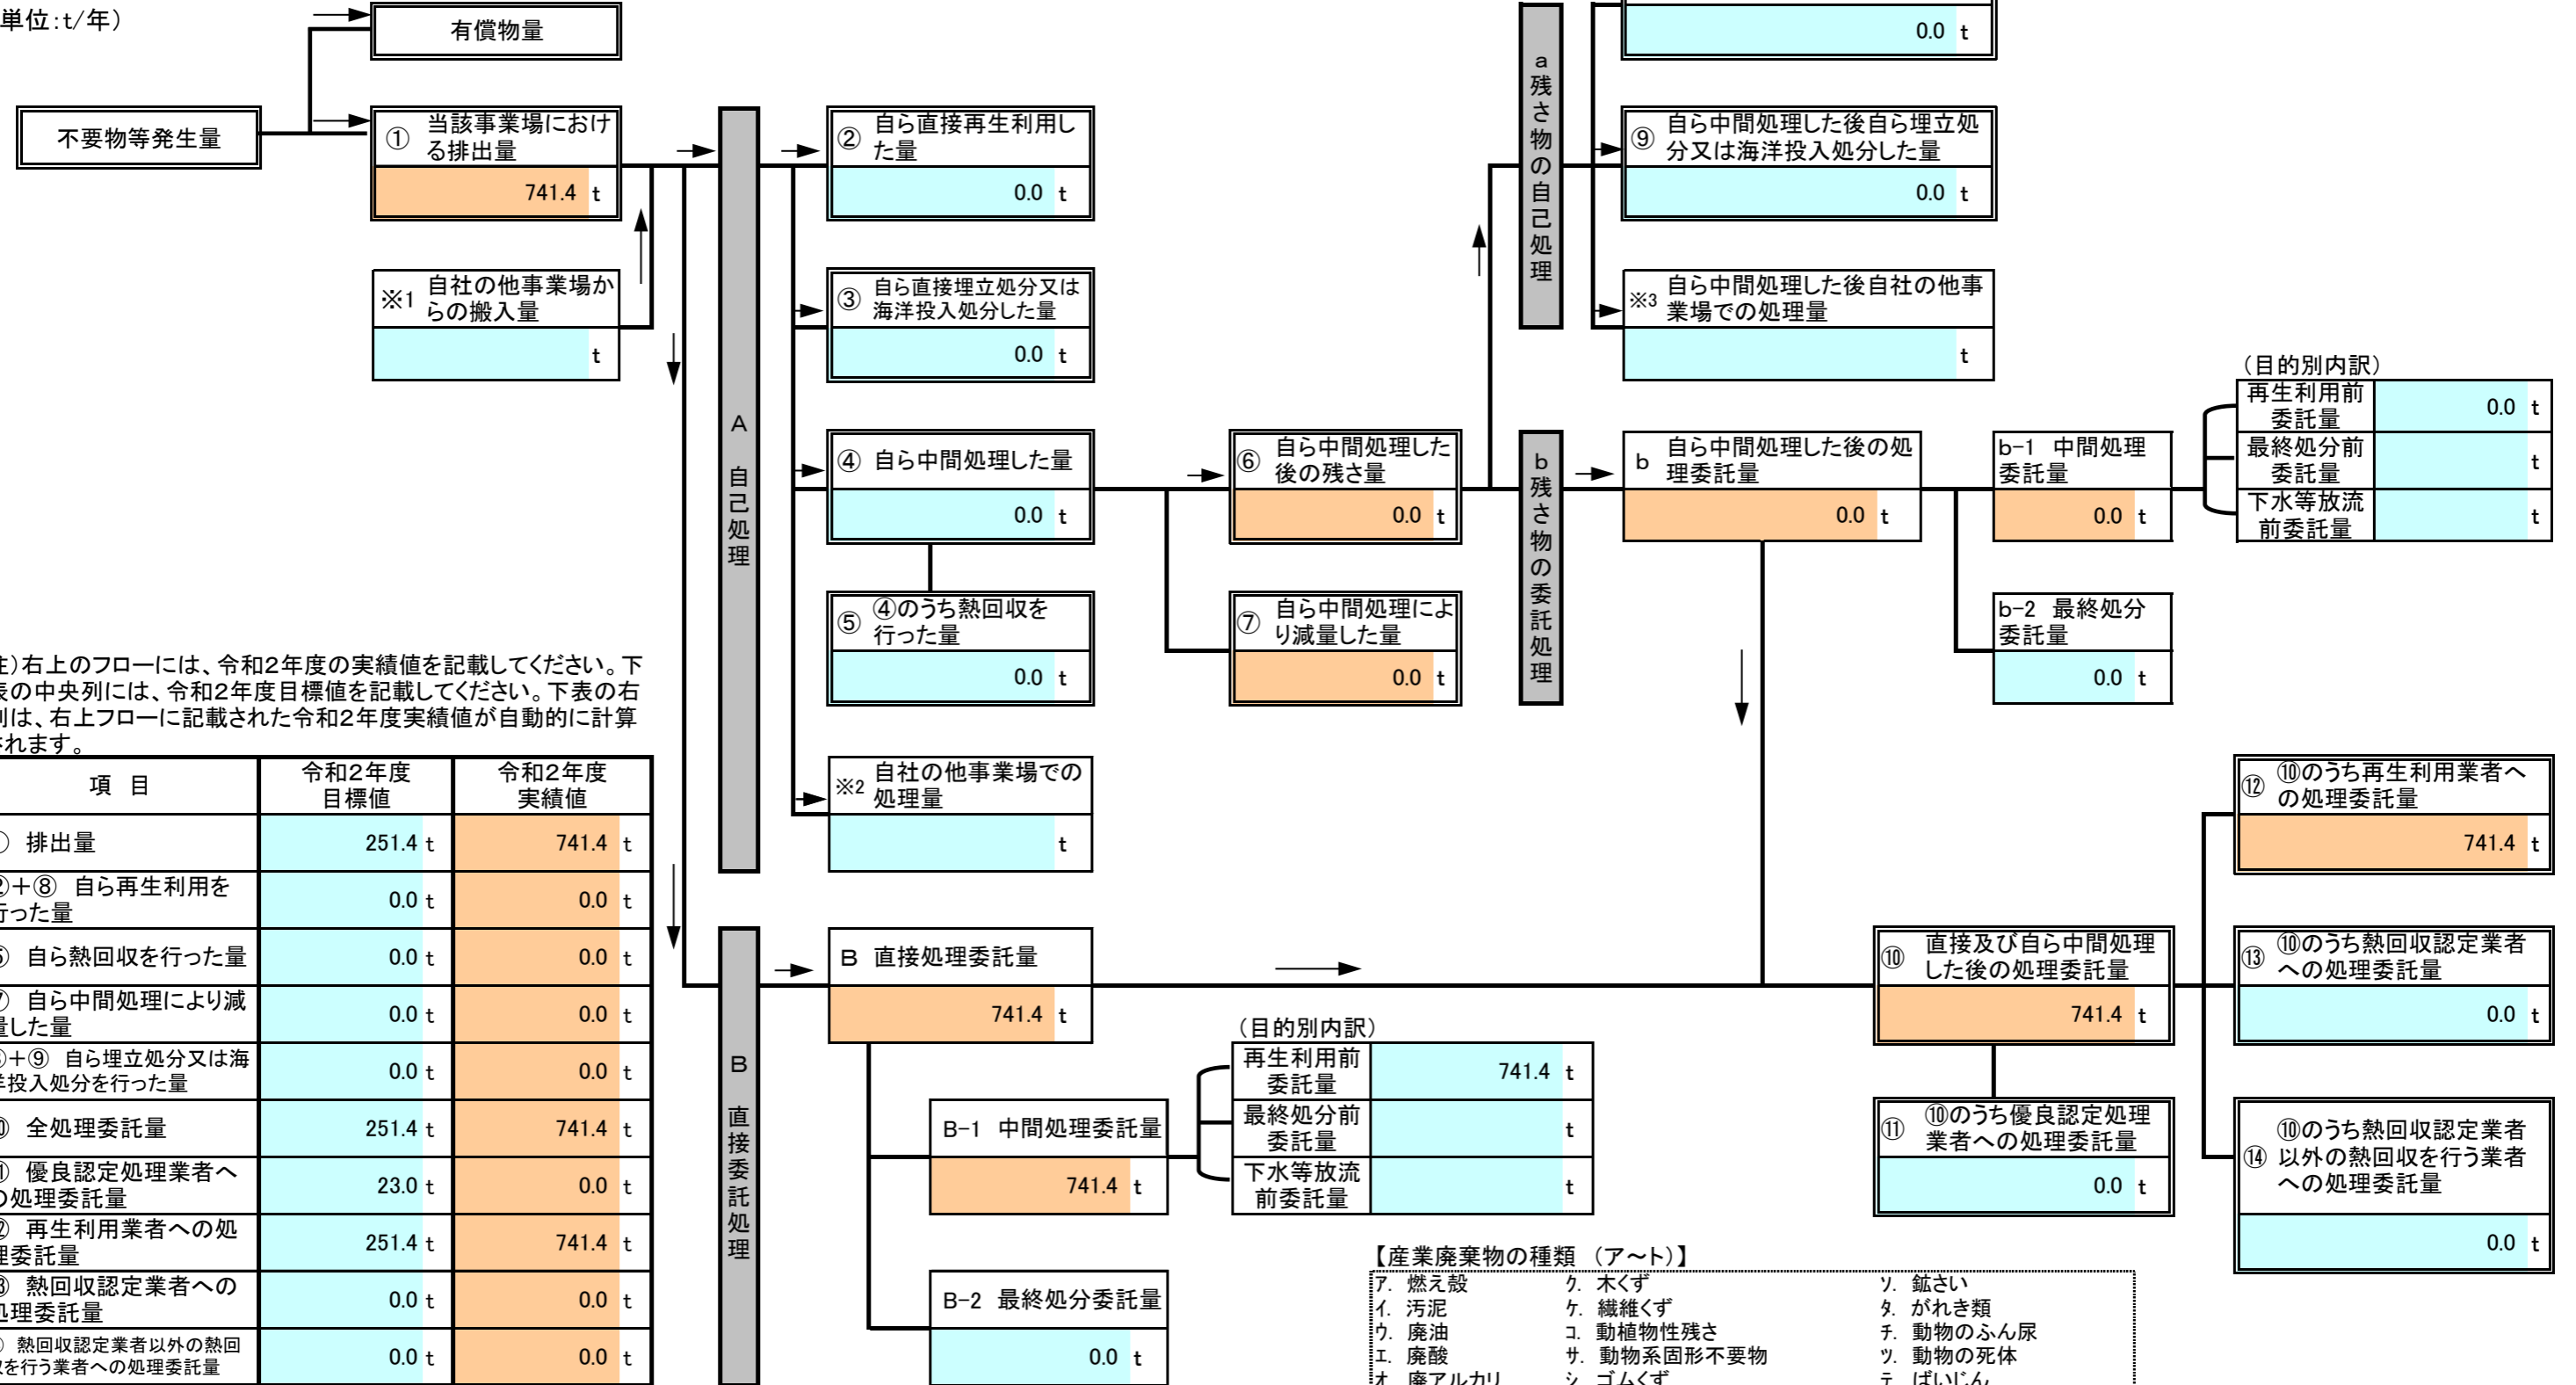 単位:t/年)
有償物量
不要物等発生量
① 当該事業場におけ
る排出量
741.4 t
※1 自社の他事業場か
らの搬入量
t
A 自己処理
② 自ら直接再生利用し
た量
0.0 t
③ 自ら直接埋立処分又は
海洋投入処分した量
0.0 t
④ 自ら中間処理した量
0.0 t
⑤ ④のうち熱回収を
行った量
0.0 t
※2 自社の他事業場での
処理量
t
⑥ 自ら中間処理した
後の残さ量
0.0 t
⑦ 自ら中間処理によ
り減量した量
0.0 t
a残さ物の自己処理
0.0 t
⑨ 自ら中間処理した後自ら埋立処
分又は海洋投入処分した量
0.0 t
※3 自ら中間処理した後自社の他事
業場での処理量
t
b残さ物の委託処理
b 自ら中間処理した後の処
理委託量
0.0 t
b-1 中間処理
委託量
0.0 t
(目的別内訳)
再生利用前
委託量
0.0 t
最終処分前
委託量
t
下水等放流
前委託量
t
b-2 最終処分
委託量
0.0 t
注)右上のフローには、令和2年度の実績値を記載してください。下
表の中央列には、令和2年度目標値を記載してください。下表の右
列は、右上フローに記載された令和2年度実績値が自動的に計算
されます。
項 目 令和2年度
目標値 令和2年度
実績値
① 排出量 251.4 t 741.4 t
②+⑧ 自ら再生利用を
行った量 0.0 t 0.0 t
⑤ 自ら熱回収を行った量 0.0 t 0.0 t
⑦ 自ら中間処理により減
量した量 0.0 t 0.0 t
③+⑨ 自ら埋立処分又は海
洋投入処分を行った量 0.0 t 0.0 t
⑩ 全処理委託量 251.4 t 741.4 t
⑪ 優良認定処理業者へ
の処理委託量 23.0 t 0.0 t
⑫ 再生利用業者への処
理委託量 251.4 t 741.4 t
⑬ 熱回収認定業者への
処理委託量 0.0 t 0.0 t
熱回収認定業者以外の熱回
収を行う業者への処理委託量 0.0 t 0.0 t
B 直接委託処理
B 直接処理委託量
741.4 t
B-1 中間処理委託量
741.4 t
(目的別内訳)
再生利用前
委託量
741.4 t
最終処分前
委託量
t
下水等放流
前委託量
t
B-2 最終処分委託量
0.0 t
⑩ 直接及び自ら中間処理
した後の処理委託量
741.4 t
⑪ ⑩のうち優良認定処理
業者への処理委託量
0.0 t
⑫ ⑩のうち再生利用業者へ
の処理委託量
741.4 t
⑬ ⑩のうち熱回収認定業者
への処理委託量
0.0 t
⑭ ⑩のうち熱回収認定業者
以外の熱回収を行う業者
への処理委託量
0.0 t
【産業廃棄物の種類 (ア~ト)】
ア. 燃え殻 ク. 木くず ソ. 鉱さい
イ. 汚泥 ケ. 繊維くず タ. がれき類
ウ. 廃油 コ. 動植物性残さ チ. 動物のふん尿
エ. 廃酸 サ. 動物系固形不要物 ツ. 動物の死体
オ. 廃アルカリ シ. ゴムくず テ. ばいじん